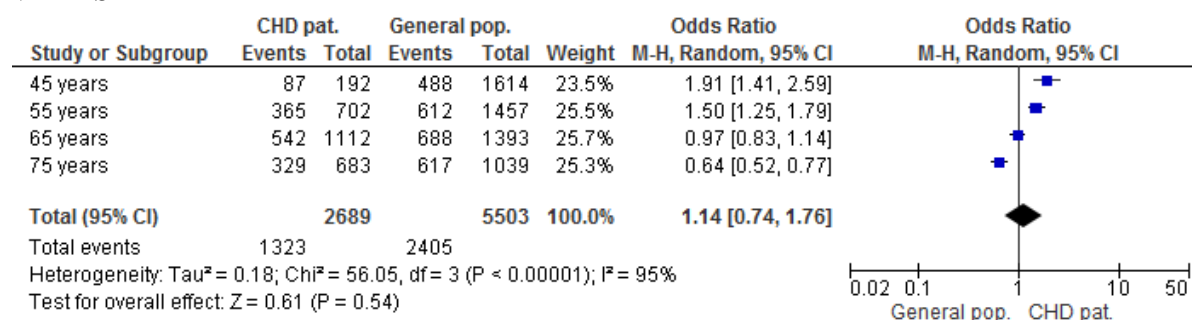 CHD pat. General pop. Odds Ratio Odds Ratio
Study or Subgroup Events Total Events Total Weight M-H, Random, 95% CI M-H, Random, 95% CI
45 years 87 192 488 1614 23.5% 1.91 [1.41, 2.59]
55 years 365 702 612 1457 25.5% 1.50 [1.25, 1.79]
65 years 542 1112 688 1393 25.7% 0.97 [0.83, 1.14]
75 years 329 683 617 1039 25.3% 0.64 [0.52, 0.77]
Total (95% CI) 2689 5503 100.0% 1.14 [0.74, 1.76]
Total events 1323 2405
Heterogeneity: Tau² = 0.18; Chi² = 56.05, df = 3 (P < 0.00001); I² = 95%
Test for overall effect: Z = 0.61 (P = 0.54)
0.02 0.1 1 10 50
General pop. CHD pat.